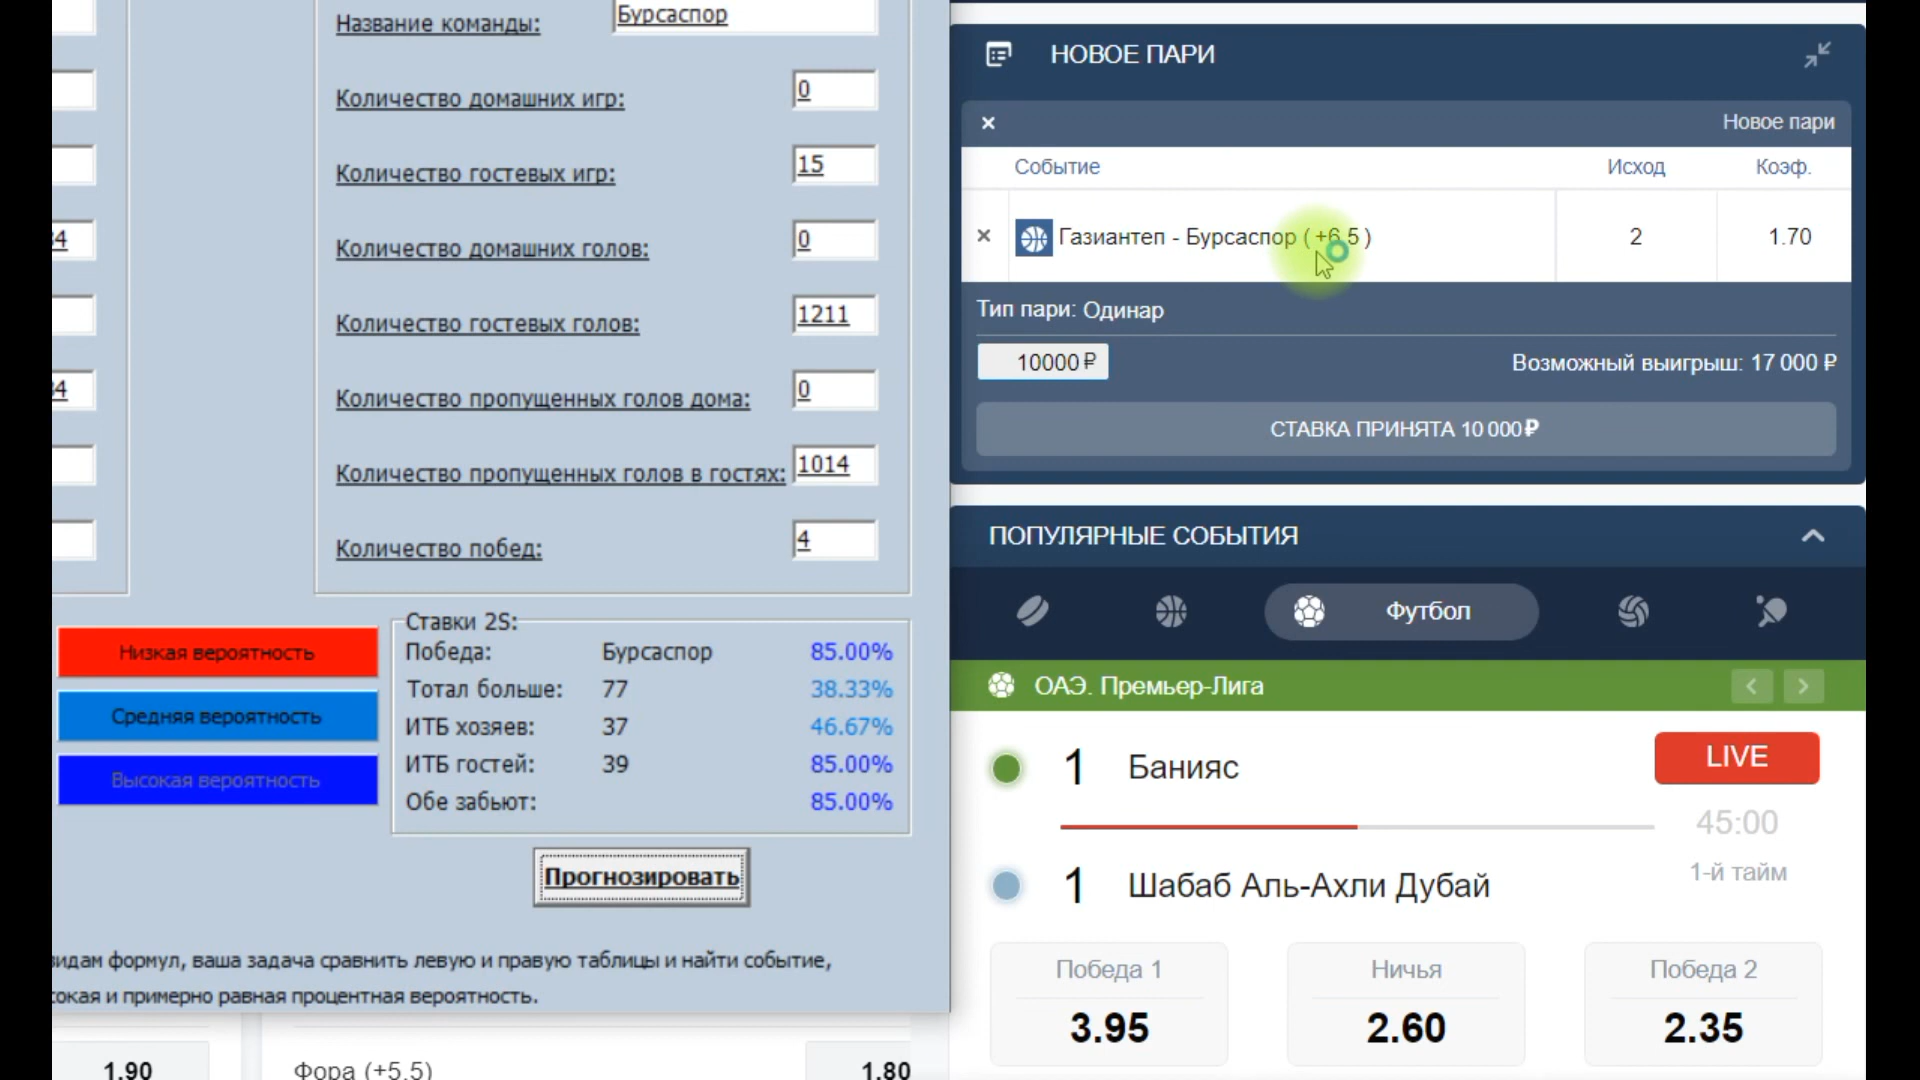 Название команды: Бурсаспор
Количество домашних игр: 0
Количество гостевых игр: 15
Количество домашних голов: 0
Количество гостевых голов: 1211
Количество пропущенных голов дома: 0
Количество пропущенных голов в гостях: 1014
Количество побед: 4
Низкая вероятность
Средняя вероятность
Высокая вероятность
Ставки 2S:
Победа: Бурсаспор 85.00%
Тотал больше: 77 38.33%
ИТБ хозяев: 37 46.67%
ИТБ гостей: 39 85.00%
Обе забьют: 85.00%
Прогнозировать
формул, ваша задача сравнить левую и правую таблицы и найти событие,
и примерно равная процентная вероятность.
1.90
Фора (+5.5) 1.80
НОВОЕ ПАРИ
× Новое пари
Событие Исход Коэф.
× Газиантеп - Бурсаспор ( +6.5 ) 2 1.70
Тип пари: Одинар
10000 ₽ Возможный выигрыш: 17 000 ₽
СТАВКА ПРИНЯТА 10 000 ₽
ПОПУЛЯРНЫЕ СОБЫТИЯ
Футбол
ОАЭ. Премьер-Лига
1 Банияс
LIVE
45:00
1-й тайм
1 Шабаб Аль-Ахли Дубай
Победа 1 Ничья Победа 2
3.95 2.60 2.35